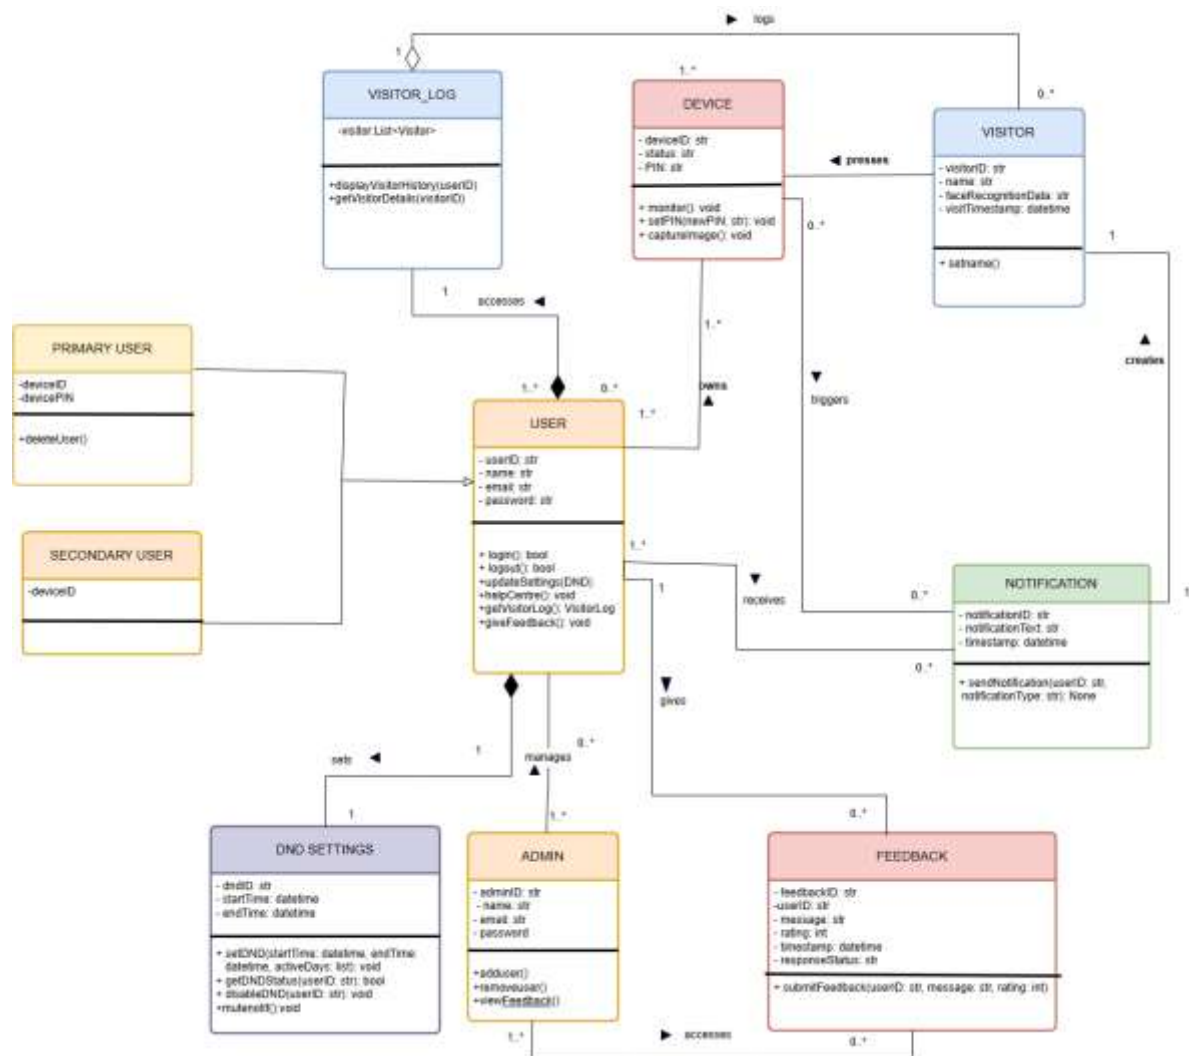 logs
1
VISITOR_LOG
-visitor:List<Visitor>
+displayVisitorHistory(userID)
+getVisitorDetails(visitorID)
1..*
DEVICE
- deviceID: str
- status: str
- PIN: str
+ monitor(): void
+ setPIN(newPIN: str): void
+ captureImage(): void
0..*
VISITOR
- visitorID: str
- name: str
- faceRecognitionData: str
- visitTimestamp: datetime
+ setname()
presses
0..*
1
1
accesses
1..*
PRIMARY USER
-deviceID
-devicePIN
+deleteUser()
creates
1..*
0..*
owns
triggers
1..*
USER
- userID: str
- name: str
- email: str
- password: str
+ login(): bool
+ logout(): bool
+updateSettings(DND)
+helpCentre(): void
+getVisitorLog(): VisitorLog
+giveFeedback(): void
SECONDARY USER
-deviceID
1..*
1
receives
0..*
0..*
NOTIFICATION
- notificationID: str
- notificationText: str
- timestamp: datetime
+ sendNotification(userID: str,
notificationType: str): None
1
gives
sets
1
manages
0..*
1
1..*
0..*
0..*
DND SETTINGS
- dndID: str
- startTime: datetime
- endTime: datetime
+ setDND(startTime: datetime, endTime:
datetime, activeDays: list): void
+ getDNDStatus(userID: str): bool
+ disableDND(userID: str): void
+mutenotif():void
ADMIN
- adminID: str
- name: str
- email: str
- password
+adduser()
+removeuser()
+viewFeedback()
FEEDBACK
- feedbackID: str
-userID: str
- message: str
- rating: int
- timestamp: datetime
- responseStatus: str
+ submitFeedback(userID: str, message: str, rating: int)
1..*
accesses
0..*